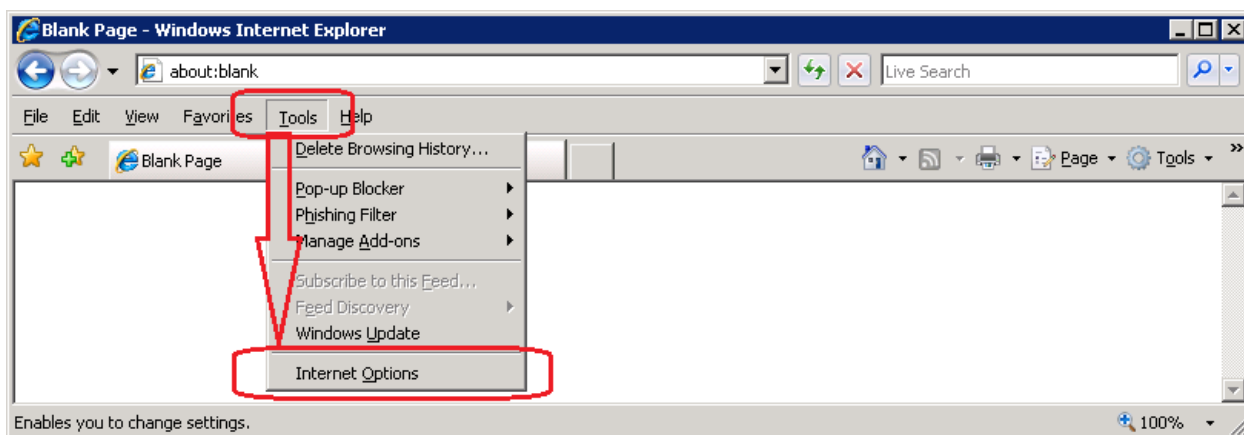 Blank Page - Windows Internet Explorer
about:blank
Live Search
File Edit View Favorites Tools Help
Blank Page
Page Tools »
Delete Browsing History...
Pop-up Blocker
Phishing Filter
Manage Add-ons
Subscribe to this Feed...
Feed Discovery
Windows Update
Internet Options
Enables you to change settings.
100%